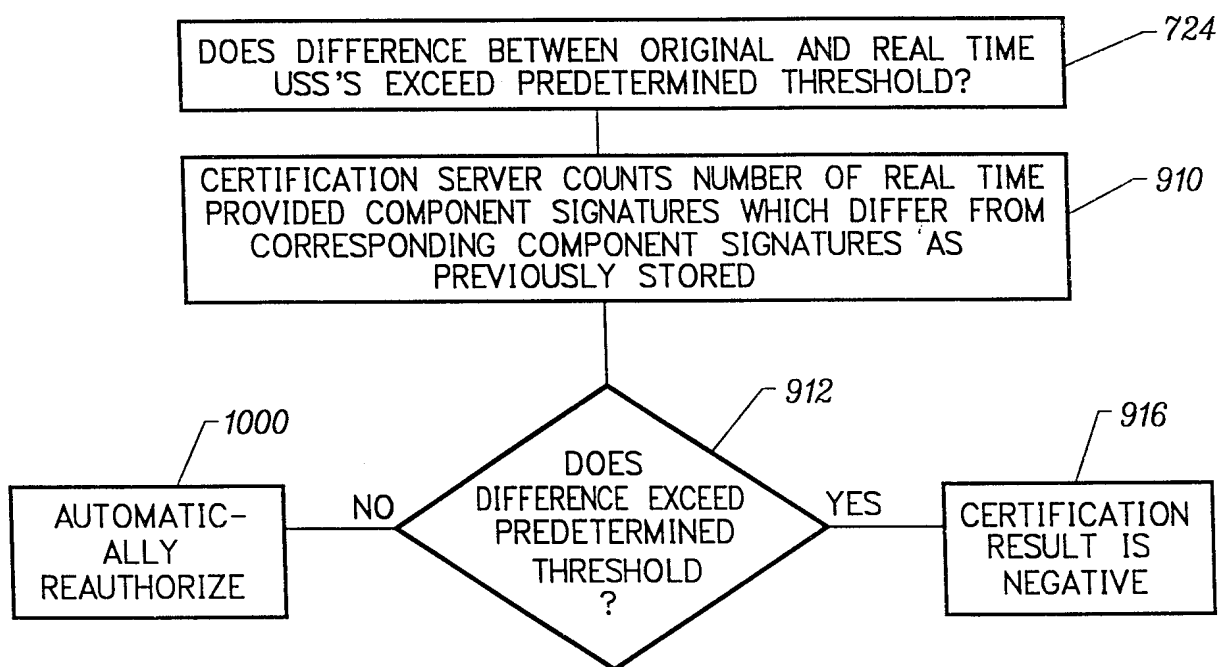 DOES DIFFERENCE BETWEEN ORIGINAL AND REAL TIME
USS'S EXCEED PREDETERMINED THRESHOLD?
724
CERTIFICATION SERVER COUNTS NUMBER OF REAL TIME
PROVIDED COMPONENT SIGNATURES WHICH DIFFER FROM
CORRESPONDING COMPONENT SIGNATURES AS
PREVIOUSLY STORED
910
912
DOES
DIFFERENCE EXCEED
PREDETERMINED
THRESHOLD
?
NO
YES
1000
AUTOMATIC-
ALLY
REAUTHORIZE
916
CERTIFICATION
RESULT IS
NEGATIVE